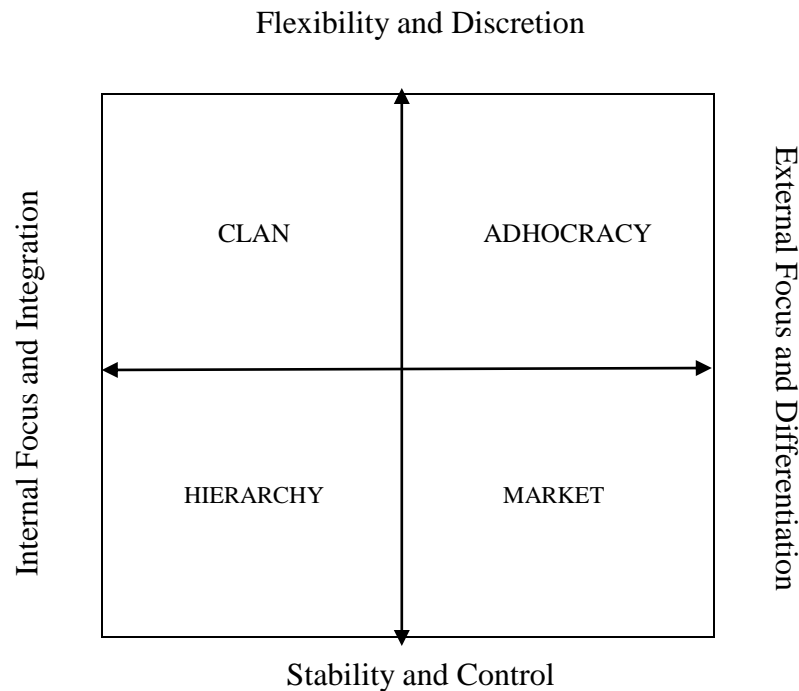 Flexibility and Discretion
Internal Focus and Integration
External Focus and Differentiation
CLAN
ADHOCRACY
HIERARCHY
MARKET
Stability and Control